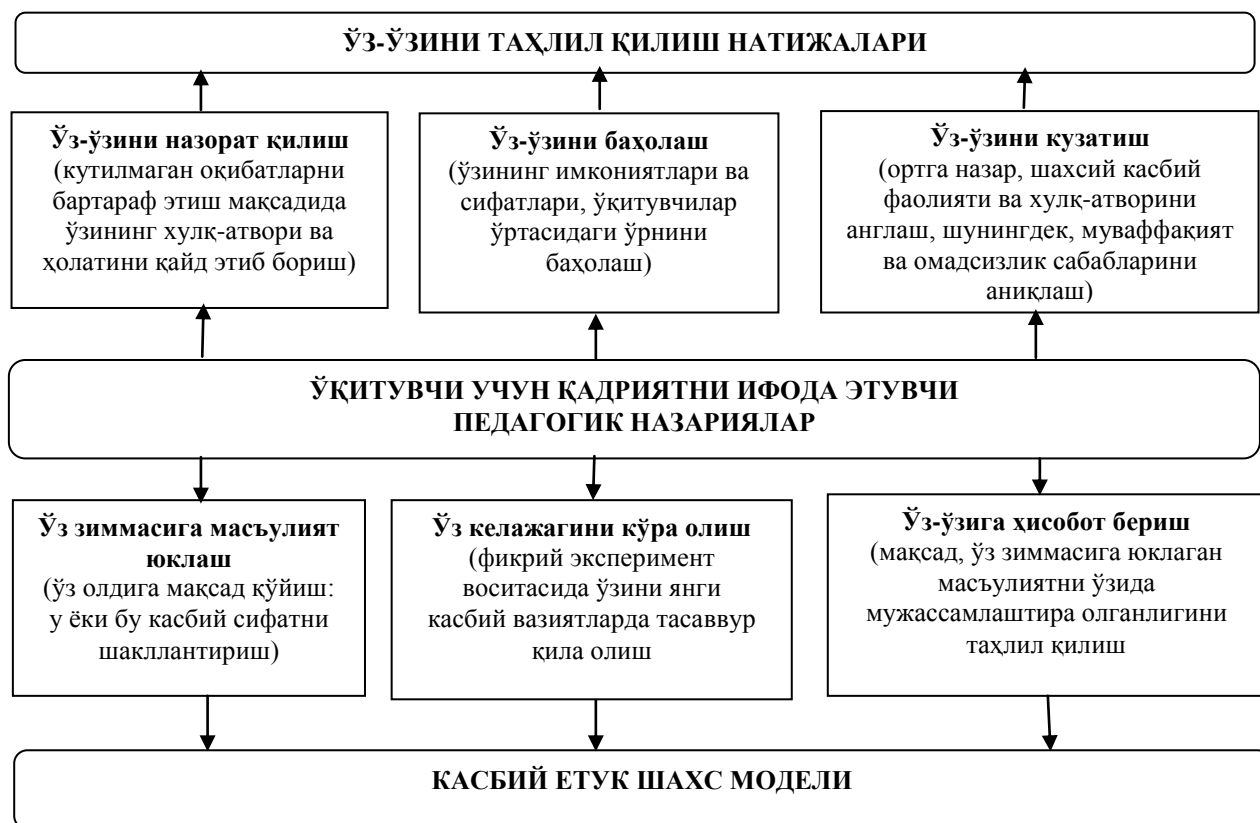 ЎЗ-ЎЗИНИ ТАҲЛИЛ ҚИЛИШ НАТИЖАЛАРИ
Ўз-ўзини назорат қилиш
(кутилмаган оқибатларни
бартараф этиш мақсадида
ўзининг хулқ-атвори ва
ҳолатини қайд этиб бориш)
Ўз-ўзини баҳолаш
(ўзининг имкониятлари ва
сифатлари, ўқитувчилар
ўртасидаги ўрнини
баҳолаш)
Ўз-ўзини кузатиш
(ортга назар, шахсий касбий
фаолияти ва хулқ-атворини
англаш, шунингдек, муваффақият
ва омадсизлик сабабларини
аниқлаш)
ЎҚИТУВЧИ УЧУН ҚАДРИЯТНИ ИФОДА ЭТУВЧИ
ПЕДАГОГИК НАЗАРИЯЛАР
Ўз зиммасига масъулият
юклаш
(ўз олдига мақсад қўйиш:
у ёки бу касбий сифатни
шакллантириш)
Ўз келажагини кўра олиш
(фикрий эксперимент
воситасида ўзини янги
касбий вазиятларда тасаввур
қила олиш
Ўз-ўзига ҳисобот бериш
(мақсад, ўз зиммасига юклаган
масъулиятни ўзида
мужассамлаштира олганлигини
таҳлил қилиш
КАСБИЙ ЕТУК ШАХС МОДЕЛИ